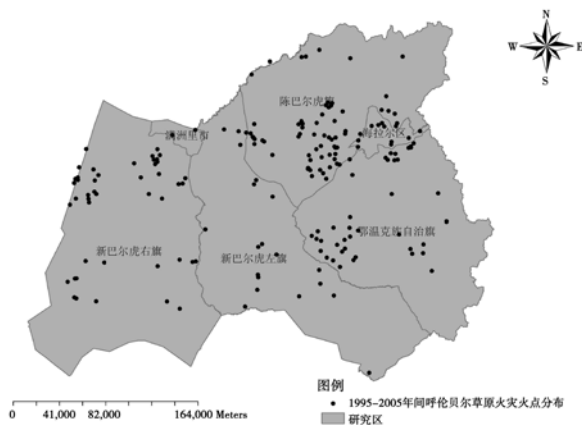 N
W
E
S
陈巴尔虎旗
满洲里市
海拉尔区
鄂温克族自治旗
新巴尔虎右旗
新巴尔虎左旗
图例
1995-2005年间呼伦贝尔草原火灾火点分布
研究区
0 41,000 82,000 164,000 Meters